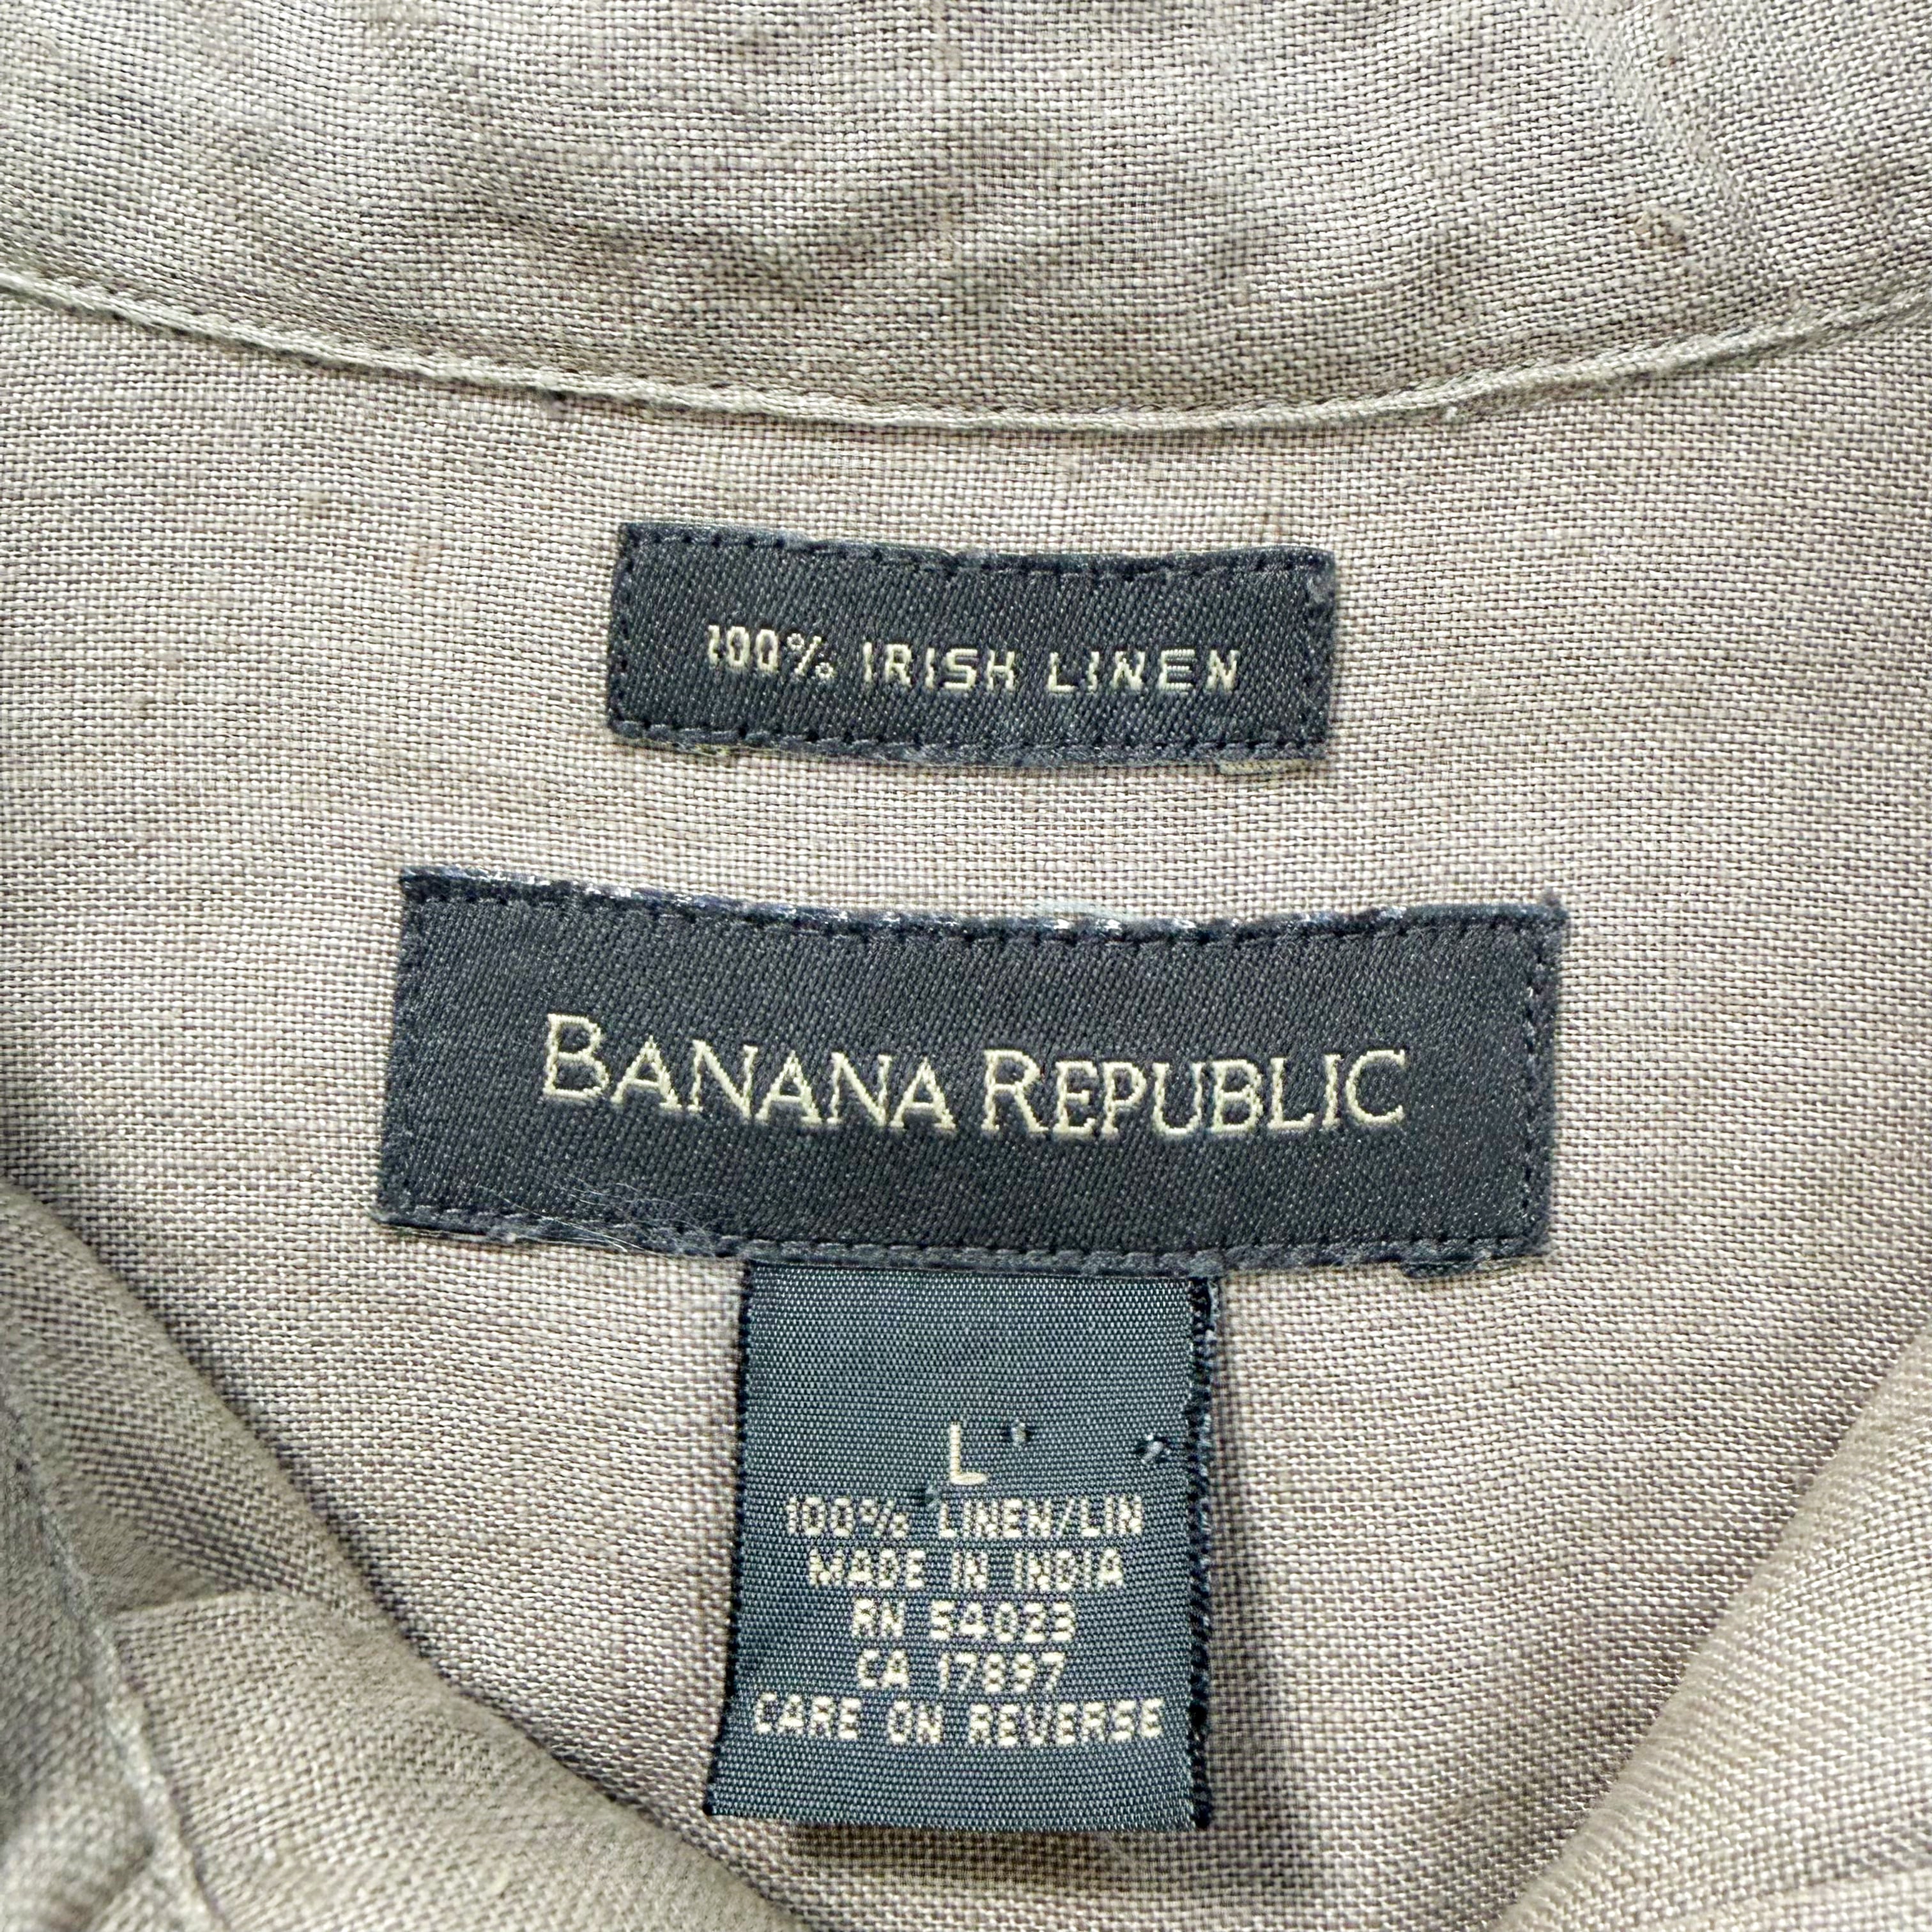 100% IRISH LINEN
BANANA REPUBLIC
L
100% LINEN/LIN
MADE IN INDIA
RN 54023
CA 17897
CARE ON REVERSE